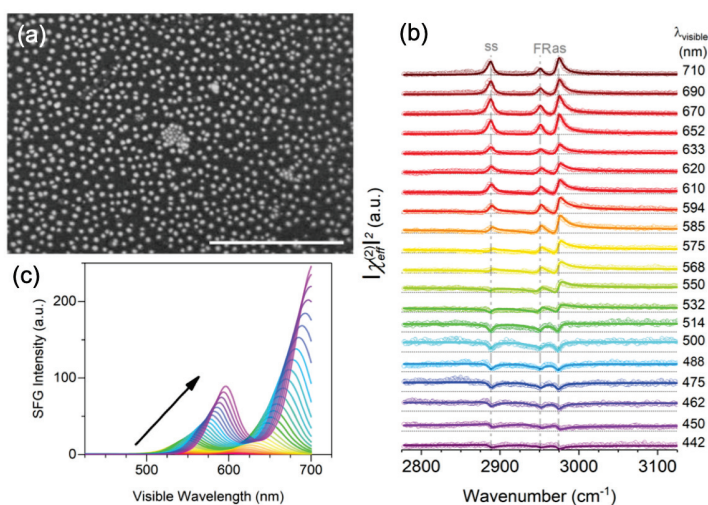 (a)
(b)
ss
FR as
λvisible
(nm)
710
690
670
652
633
620
610
594
585
575
568
550
532
514
500
488
475
462
450
442
|χ(2)eff|² (a.u.)
2800 2900 3000 3100
Wavenumber (cm⁻¹)
(c)
200
100
0
SFG Intensity (a.u.)
500 600 700
Visible Wavelength (nm)